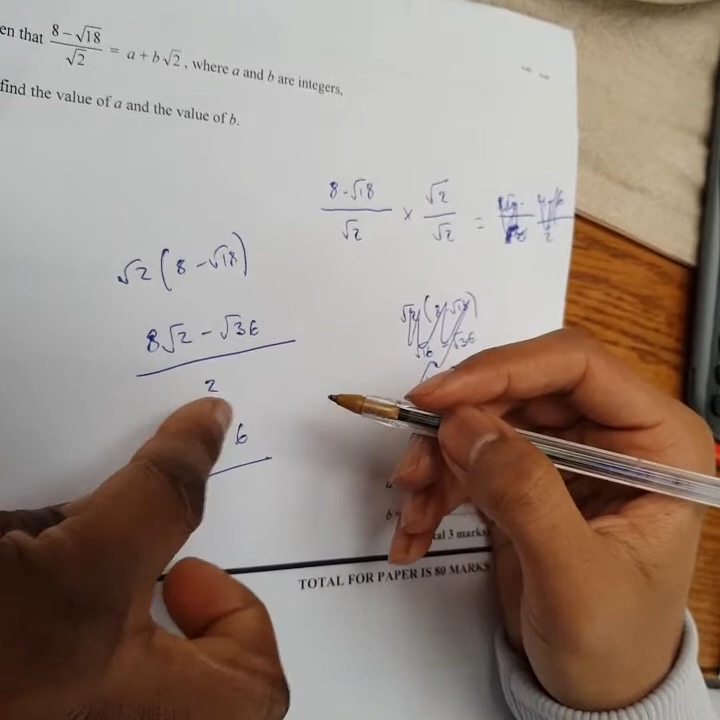 en that (8 − √18)/√2 = a + b√2, where a and b are integers,
find the value of a and the value of b.
(8 - √18)/√2 × √2/√2 =
√2(8 - √18)
(8√2 - √36)/2
6
b =
tal 3 marks
TOTAL FOR PAPER IS 80 MARKS